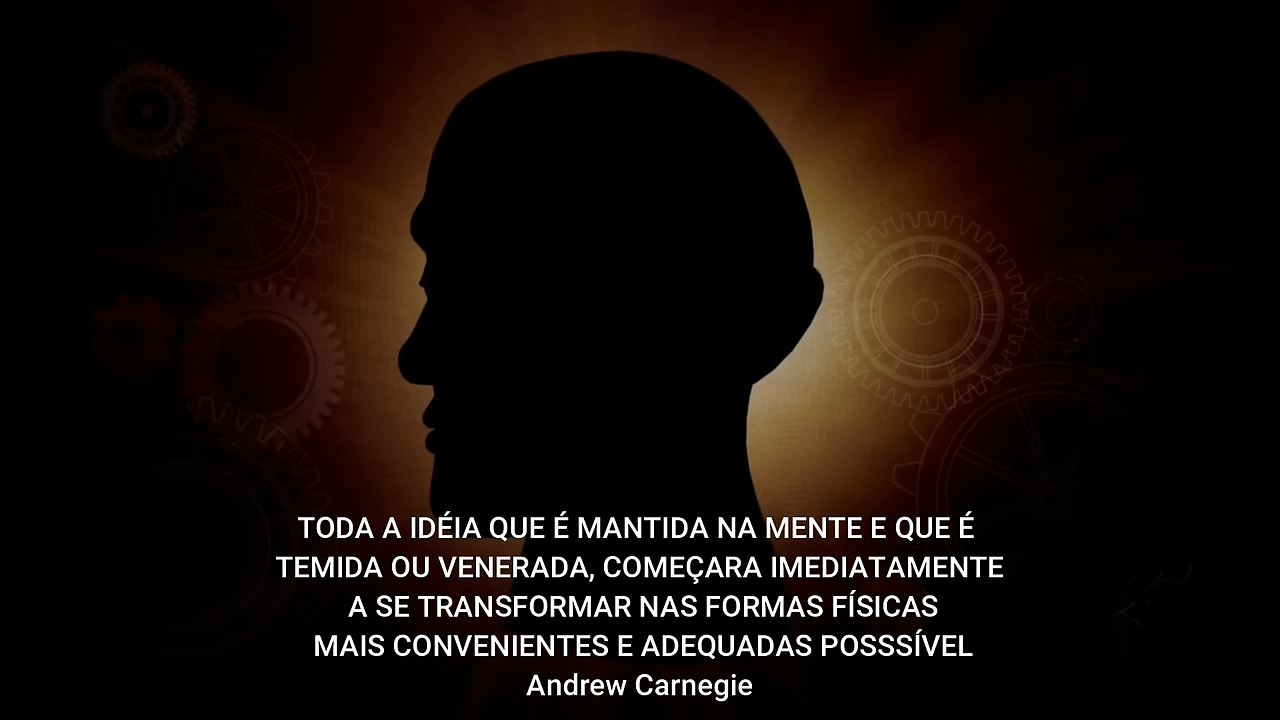 TODA A IDÉIA QUE É MANTIDA NA MENTE E QUE É
TEMIDA OU VENERADA, COMEÇARA IMEDIATAMENTE
A SE TRANSFORMAR NAS FORMAS FÍSICAS
MAIS CONVENIENTES E ADEQUADAS POSSSÍVEL
Andrew Carnegie